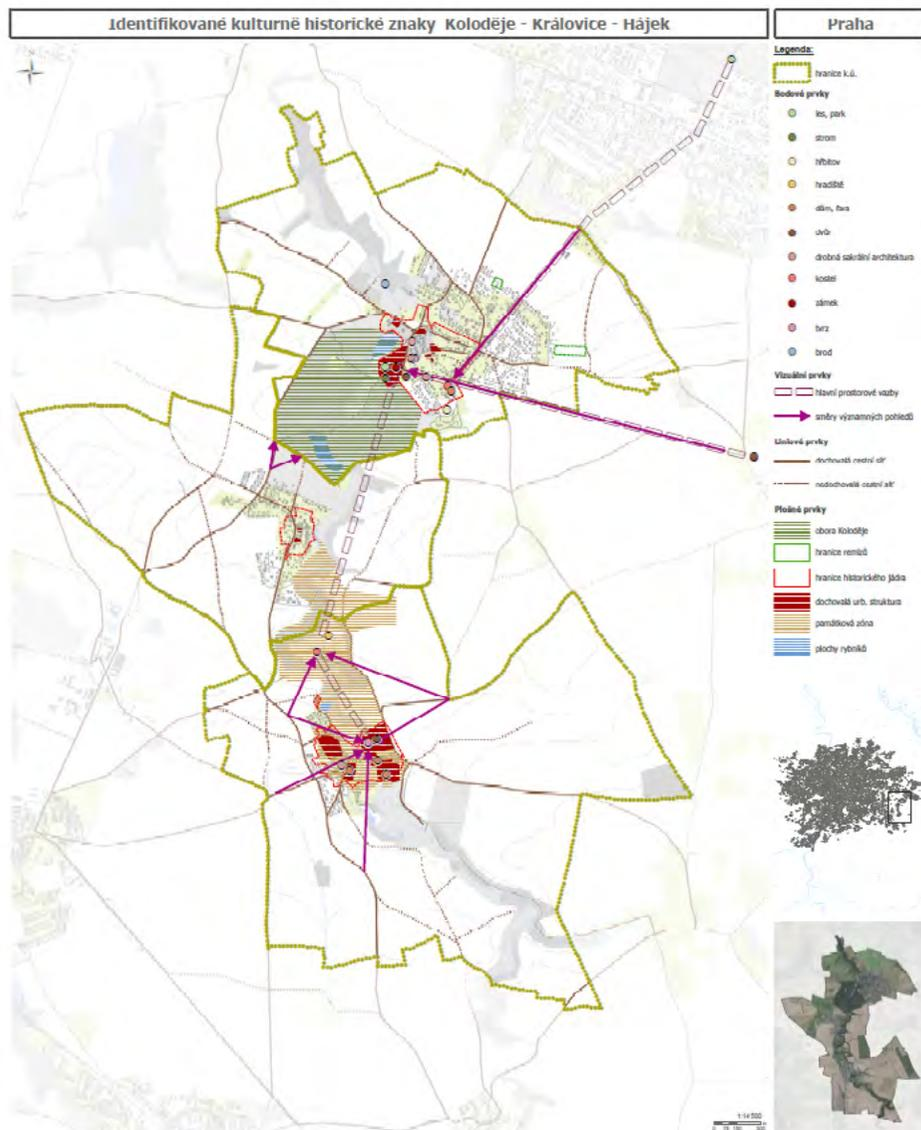 Identifikované kulturně historické znaky Koloděje - Královice - Hájek
Praha
Legenda:
hranice k.ú.
Bodové prvky
les, park
strom
hřbitov
hradiště
dům, fara
dvůr
drobná sakrální architektura
kostel
zámek
tvrz
brod
Vizuální prvky
hlavní prostorové vazby
směry významných pohledů
Liniové prvky
dochovalá cestní síť
nedochovalá cestní síť
Plošné prvky
obora Koloděje
hranice remízů
hranice historického jádra
dochovalá urb. struktura
památková zóna
plochy rybníků
1:14 500